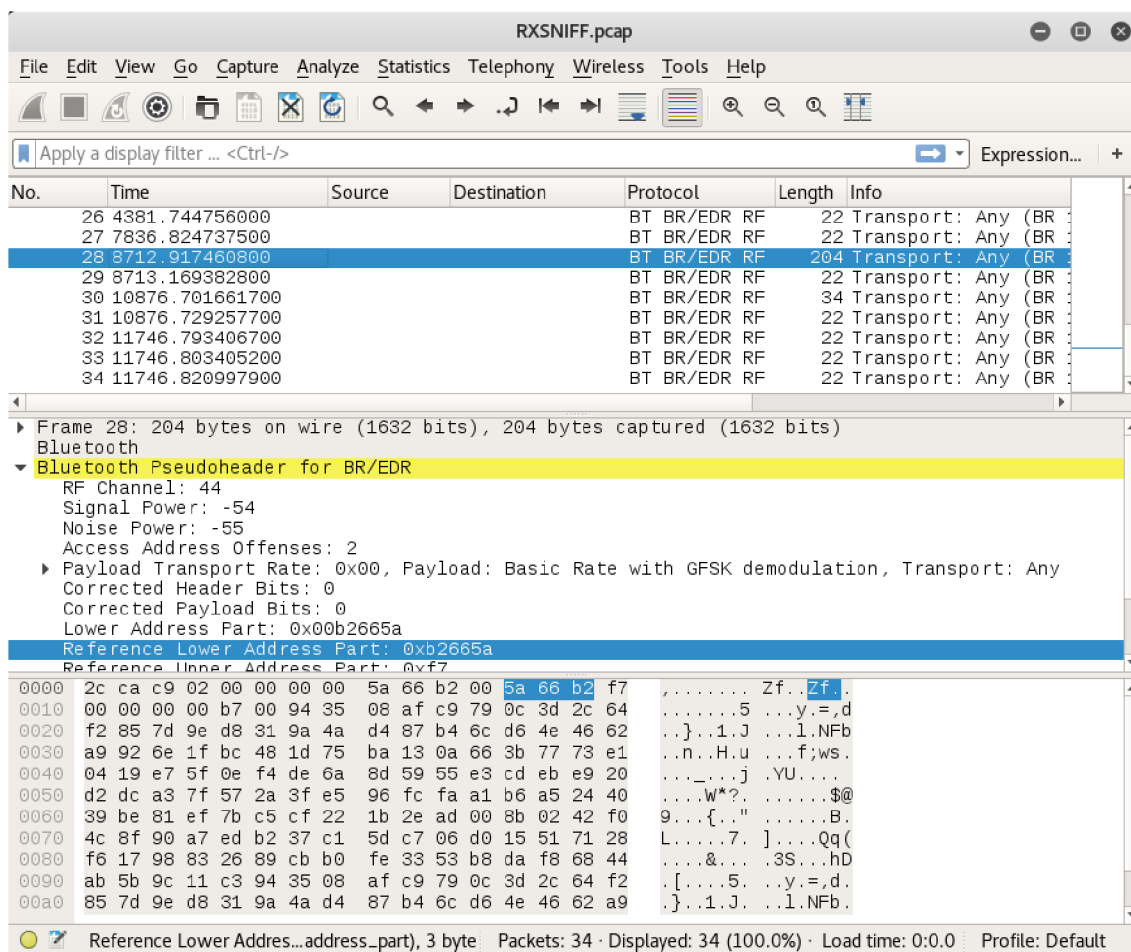 RXSNIFF.pcap
File Edit View Go Capture Analyze Statistics Telephony Wireless Tools Help
Apply a display filter ... <Ctrl-/> Expression... +
No. Time Source Destination Protocol Length Info
26 4381.744756000 BT BR/EDR RF 22 Transport: Any (BR
27 7836.824737500 BT BR/EDR RF 22 Transport: Any (BR
28 8712.917460800 BT BR/EDR RF 204 Transport: Any (BR
29 8713.169382800 BT BR/EDR RF 22 Transport: Any (BR
30 10876.701661700 BT BR/EDR RF 34 Transport: Any (BR
31 10876.729257700 BT BR/EDR RF 22 Transport: Any (BR
32 11746.793406700 BT BR/EDR RF 22 Transport: Any (BR
33 11746.803405200 BT BR/EDR RF 22 Transport: Any (BR
34 11746.820997900 BT BR/EDR RF 22 Transport: Any (BR
Frame 28: 204 bytes on wire (1632 bits), 204 bytes captured (1632 bits)
Bluetooth
Bluetooth Pseudoheader for BR/EDR
RF Channel: 44
Signal Power: -54
Noise Power: -55
Access Address Offenses: 2
Payload Transport Rate: 0x00, Payload: Basic Rate with GFSK demodulation, Transport: Any
Corrected Header Bits: 0
Corrected Payload Bits: 0
Lower Address Part: 0x00b2665a
Reference Lower Address Part: 0xb2665a
Reference Upper Address Part: 0xf7
0000 2c ca c9 02 00 00 00 00 5a 66 b2 00 5a 66 b2 f7 ,....... Zf..Zf..
0010 00 00 00 00 b7 00 94 35 08 af c9 79 0c 3d 2c 64 .......5 ...y.=,d
0020 f2 85 7d 9e d8 31 9a 4a d4 87 b4 6c d6 4e 46 62 ..}..1.J ...l.NFb
0030 a9 92 6e 1f bc 48 1d 75 ba 13 0a 66 3b 77 73 e1 ..n..H.u ...f;ws.
0040 04 19 e7 5f 0e f4 de 6a 8d 59 55 e3 cd eb e9 20 ..._...j .YU....
0050 d2 dc a3 7f 57 2a 3f e5 96 fc fa a1 b6 a5 24 40 ....W*?. ......$@
0060 39 be 81 ef 7b c5 cf 22 1b 2e ad 00 8b 02 42 f0 9...{.." ......B.
0070 4c 8f 90 a7 ed b2 37 c1 5d c7 06 d0 15 51 71 28 L.....7. ]....Qq(
0080 f6 17 98 83 26 89 cb b0 fe 33 53 b8 da f8 68 44 ....&... .3S...hD
0090 ab 5b 9c 11 c3 94 35 08 af c9 79 0c 3d 2c 64 f2 .[....5. ..y.=,d.
00a0 85 7d 9e d8 31 9a 4a d4 87 b4 6c d6 4e 46 62 a9 .}..1.J. ..l.NFb.
Reference Lower Addres...address_part), 3 byte Packets: 34 · Displayed: 34 (100.0%) · Load time: 0:0.0 Profile: Default